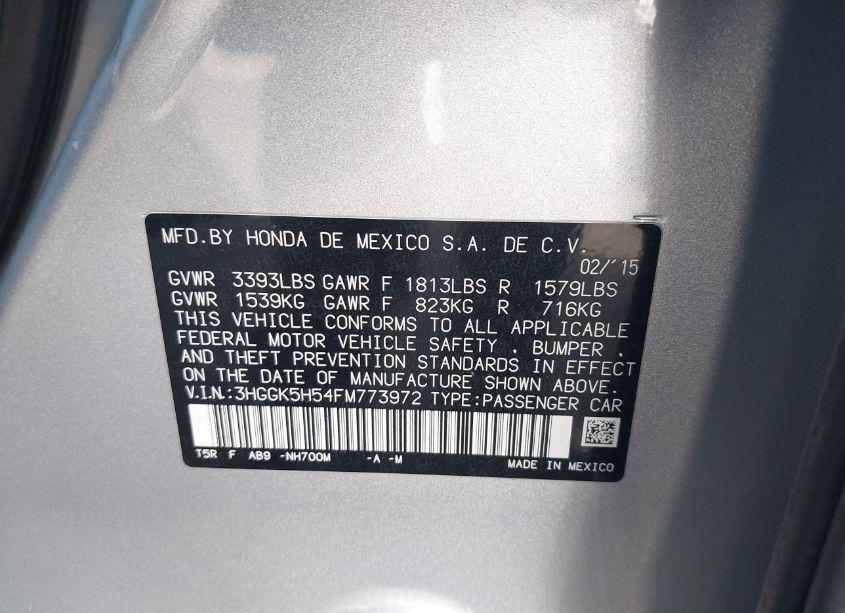 MFD.BY HONDA DE MEXICO S.A. DE C.V.
02/'15
GVWR 3393LBS GAWR F 1813LBS R 1579LBS
GVWR 1539KG GAWR F 823KG R 716KG
THIS VEHICLE CONFORMS TO ALL APPLICABLE
FEDERAL MOTOR VEHICLE SAFETY , BUMPER ,
AND THEFT PREVENTION STANDARDS IN EFFECT
ON THE DATE OF MANUFACTURE SHOWN ABOVE.
V.I.N.:3HGGK5H54FM773972 TYPE:PASSENGER CAR
T5R F AB9 -NH700M -A -M
MADE IN MEXICO